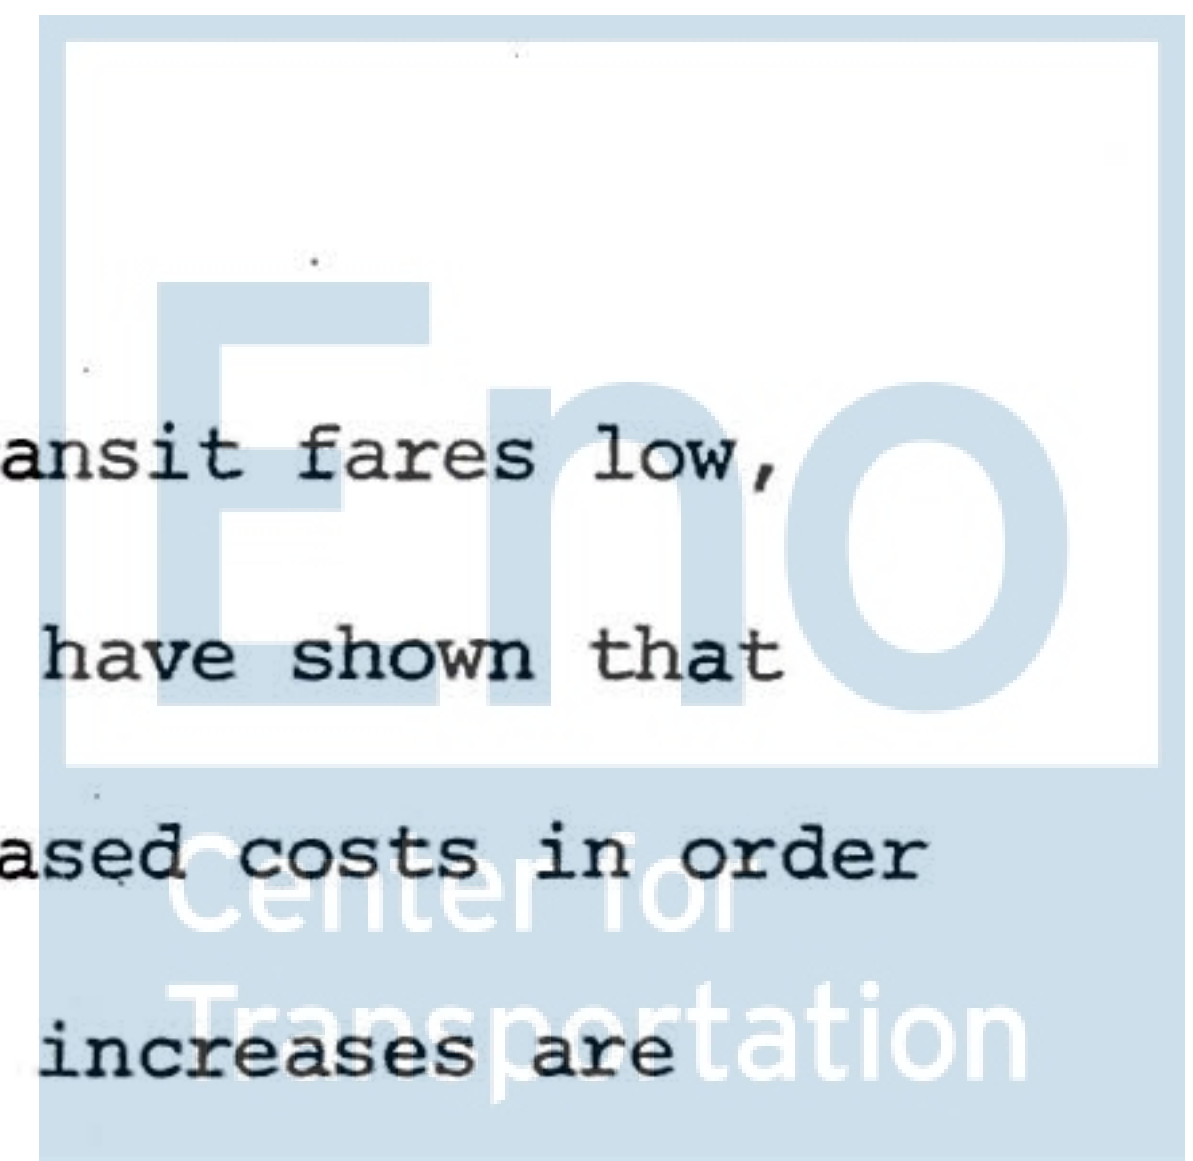 ansit fares low,
have shown that
ased costs in order
increases are
Eno
Center for
Transportation